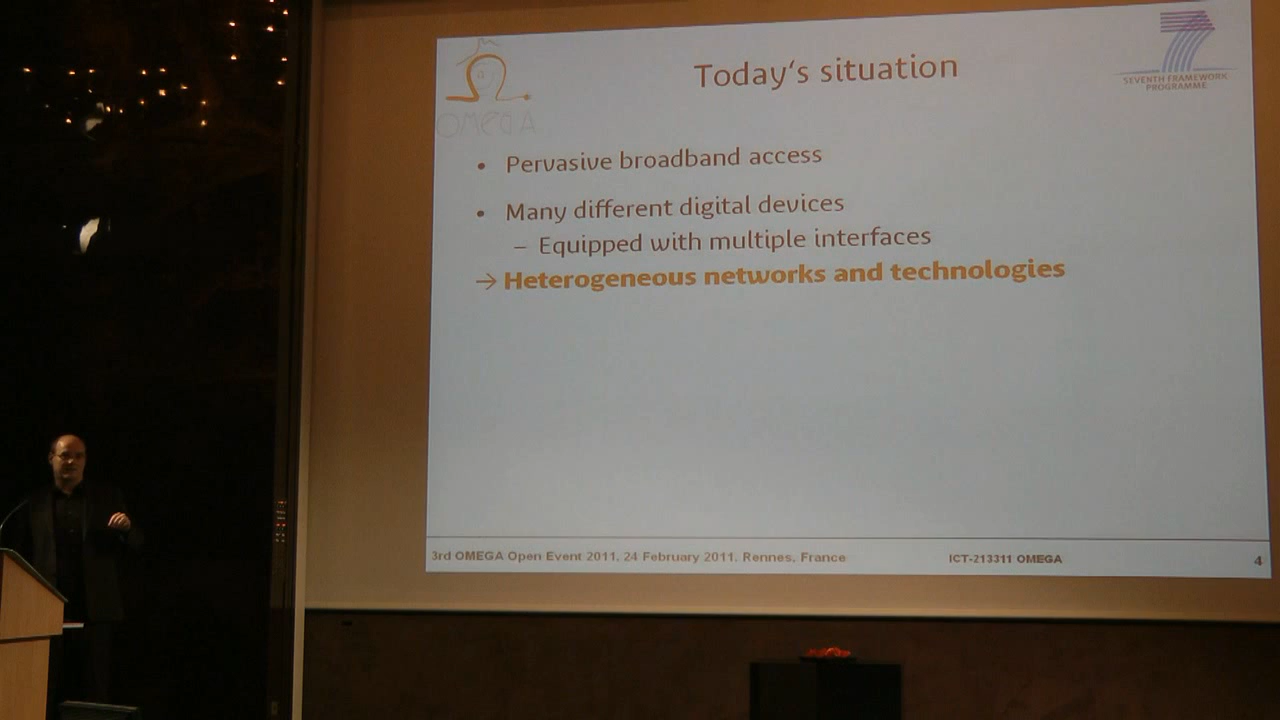 Today's situation
OMEGA
SEVENTH FRAMEWORK
PROGRAMME
• Pervasive broadband access
• Many different digital devices
– Equipped with multiple interfaces
→ Heterogeneous networks and technologies
3rd OMEGA Open Event 2011, 24 February 2011, Rennes, France
ICT-213311 OMEGA
4